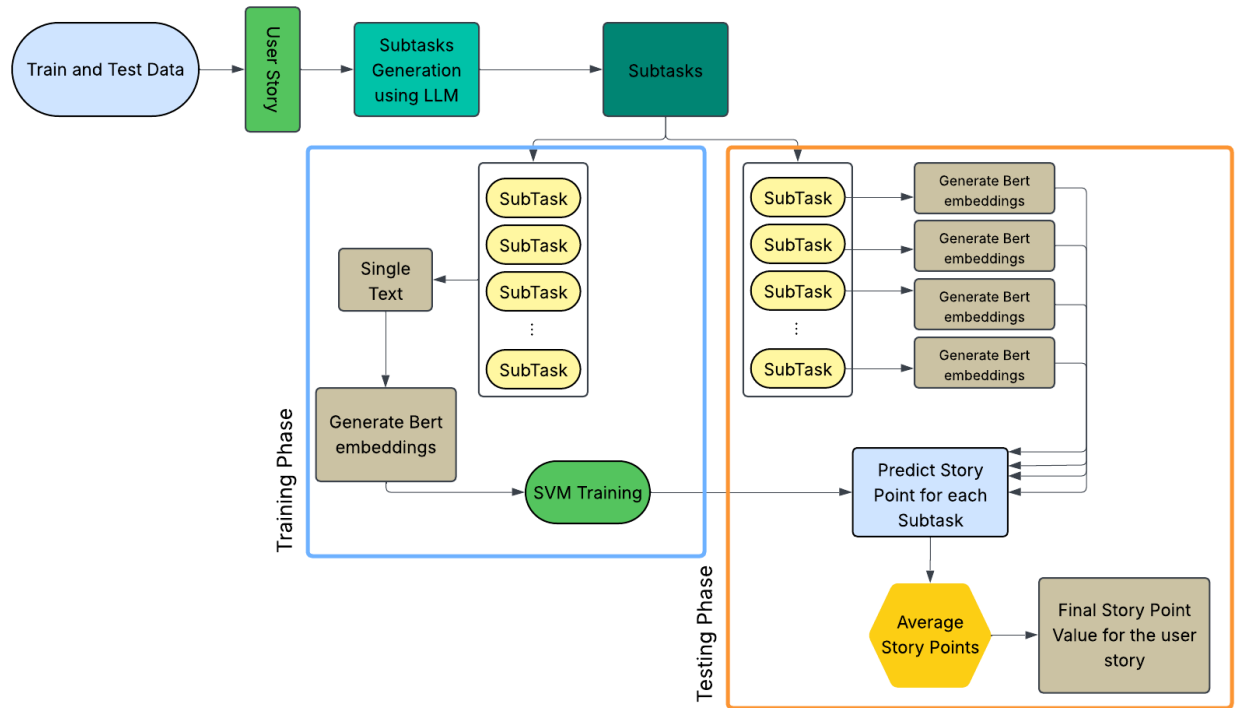 Train and Test Data
User Story
Subtasks
Generation
using LLM
Subtasks
SubTask
SubTask
SubTask
⋮
SubTask
Single
Text
Generate Bert
embeddings
SVM Training
Training Phase
SubTask
SubTask
SubTask
⋮
SubTask
Generate Bert
embeddings
Generate Bert
embeddings
Generate Bert
embeddings
Generate Bert
embeddings
Predict Story
Point for each
Subtask
Average
Story Points
Final Story Point
Value for the user
story
Testing Phase